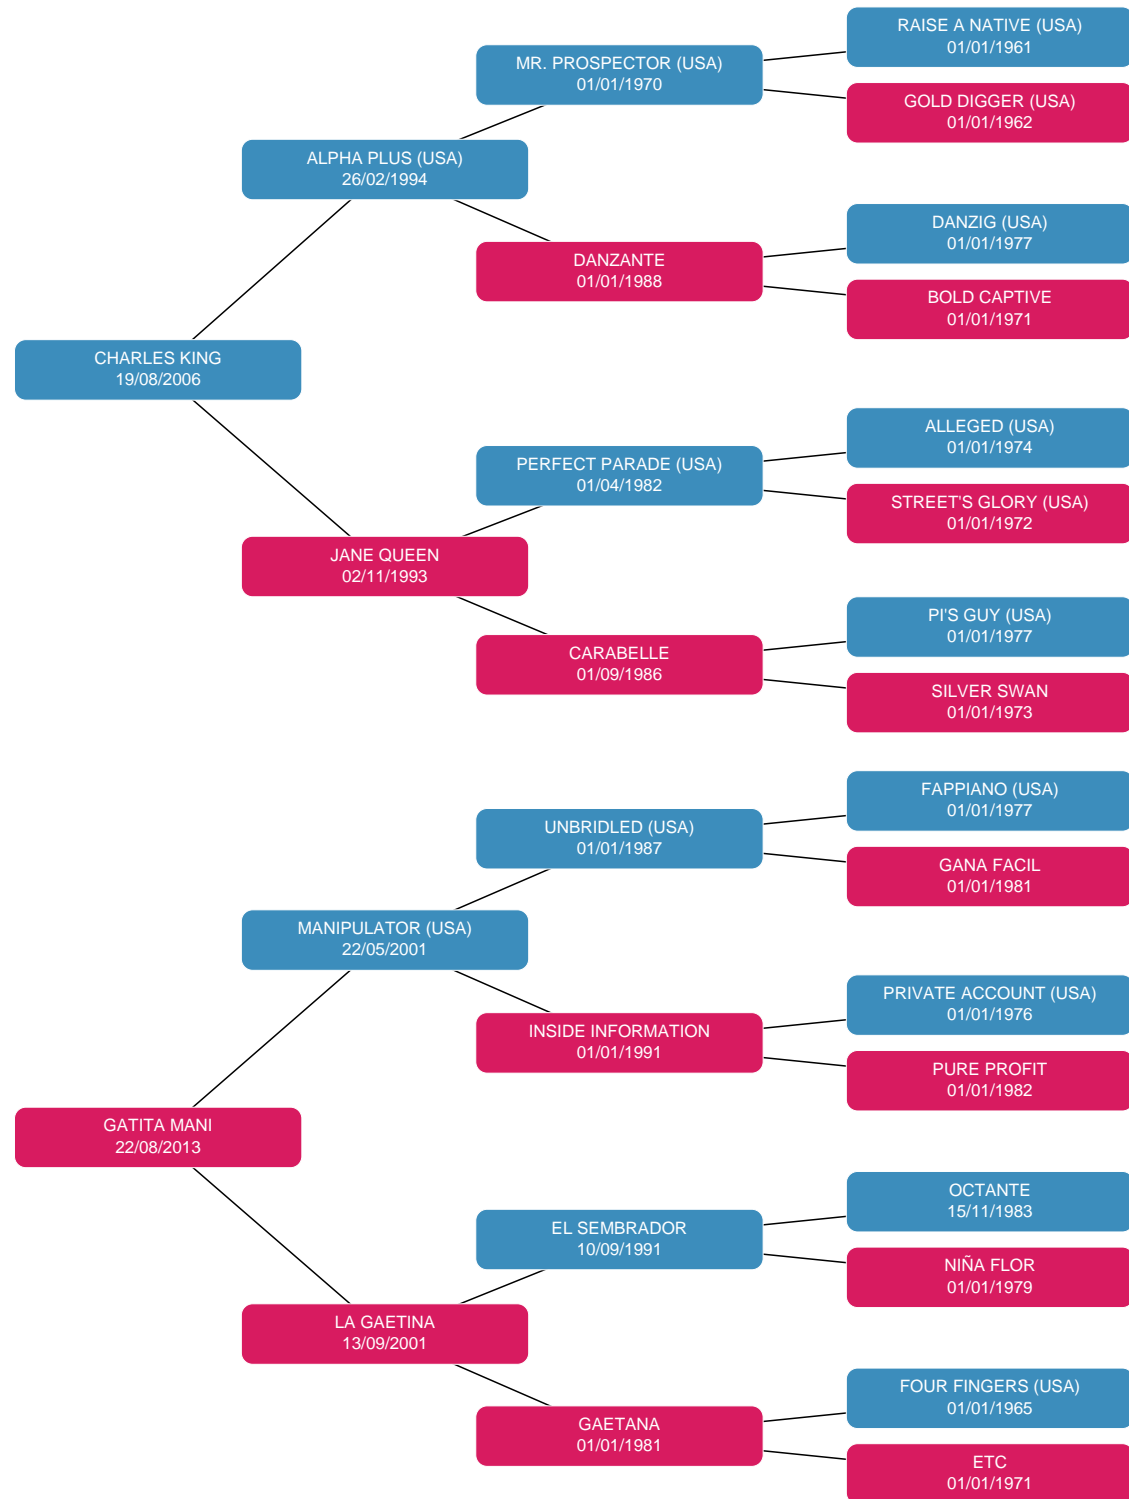 RAISE A NATIVE (USA)
01/01/1961
MR. PROSPECTOR (USA)
01/01/1970
GOLD DIGGER (USA)
01/01/1962
ALPHA PLUS (USA)
26/02/1994
DANZIG (USA)
01/01/1977
DANZANTE
01/01/1988
BOLD CAPTIVE
01/01/1971
CHARLES KING
19/08/2006
ALLEGED (USA)
01/01/1974
PERFECT PARADE (USA)
01/04/1982
STREET'S GLORY (USA)
01/01/1972
JANE QUEEN
02/11/1993
PI'S GUY (USA)
01/01/1977
CARABELLE
01/09/1986
SILVER SWAN
01/01/1973
FAPPIANO (USA)
01/01/1977
UNBRIDLED (USA)
01/01/1987
GANA FACIL
01/01/1981
MANIPULATOR (USA)
22/05/2001
PRIVATE ACCOUNT (USA)
01/01/1976
INSIDE INFORMATION
01/01/1991
PURE PROFIT
01/01/1982
GATITA MANI
22/08/2013
OCTANTE
15/11/1983
EL SEMBRADOR
10/09/1991
NIÑA FLOR
01/01/1979
LA GAETINA
13/09/2001
FOUR FINGERS (USA)
01/01/1965
GAETANA
01/01/1981
ETC
01/01/1971